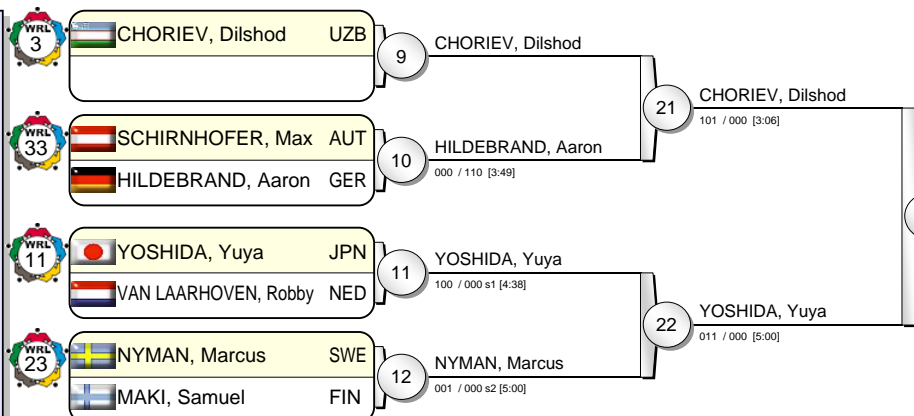 WRL
3
CHORIEV, Dilshod UZB
9
CHORIEV, Dilshod
21
CHORIEV, Dilshod
101 / 000 [3:06]
WRL
33
SCHIRNHOFER, Max AUT
HILDEBRAND, Aaron GER
10
HILDEBRAND, Aaron
000 / 110 [3:49]
WRL
11
YOSHIDA, Yuya JPN
VAN LAARHOVEN, Robby NED
11
YOSHIDA, Yuya
100 / 000 s1 [4:38]
22
YOSHIDA, Yuya
011 / 000 [5:00]
WRL
23
NYMAN, Marcus SWE
MAKI, Samuel FIN
12
NYMAN, Marcus
001 / 000 s2 [5:00]